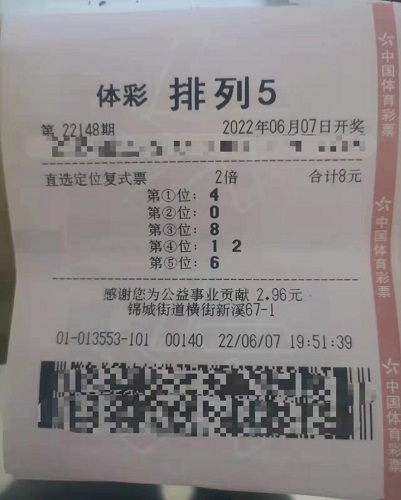 体彩 排列5
第 22148期 2022年06月07日开奖
直选定位复式票 2倍 合计8元
第①位: 4
第②位: 0
第③位: 8
第④位: 1 2
第⑤位: 6
感谢您为公益事业贡献 2.96元
锦城街道横街新溪67-1
01-013553-101 00140 22/06/07 19:51:39
中国体育彩票
中国体育彩票
中国体育彩票